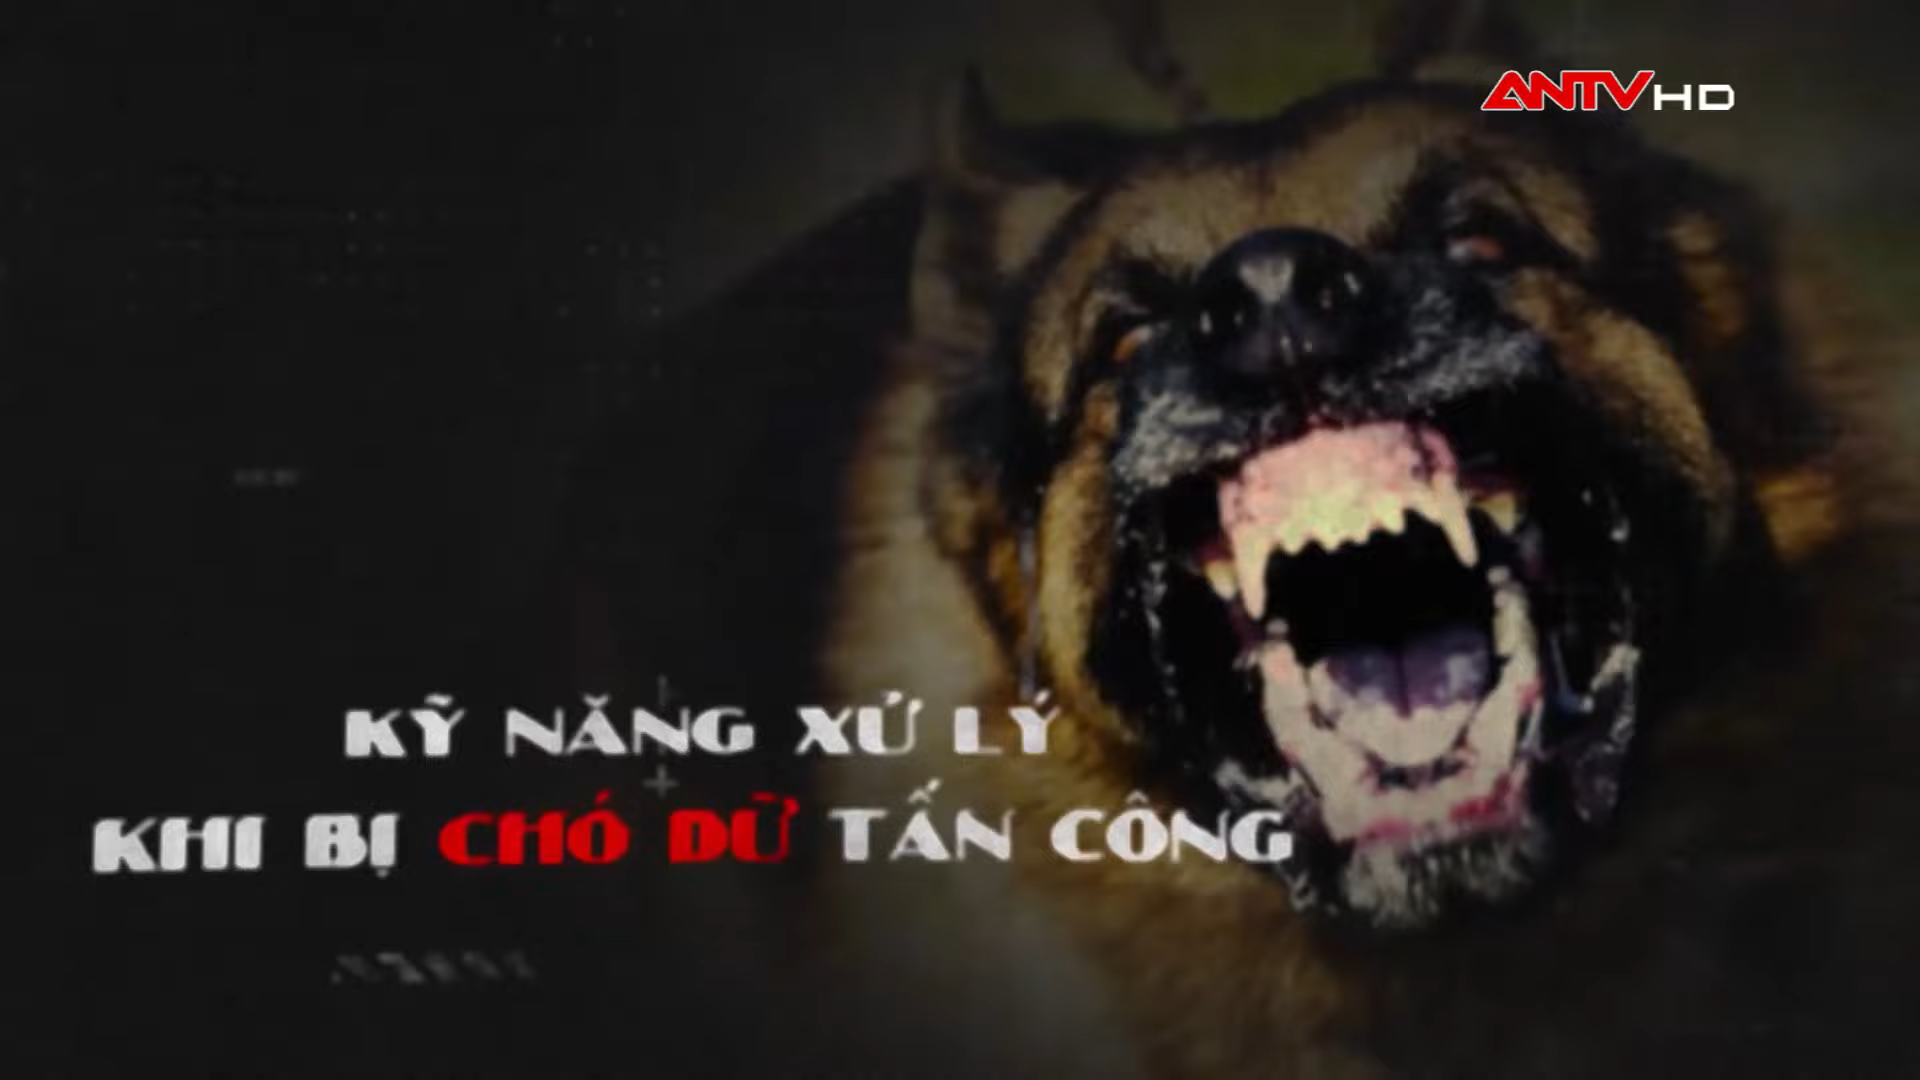 ANTV HD
KỸ NĂNG XỬ LÝ
KHI BỊ CHÓ DỮ TẤN CÔNG